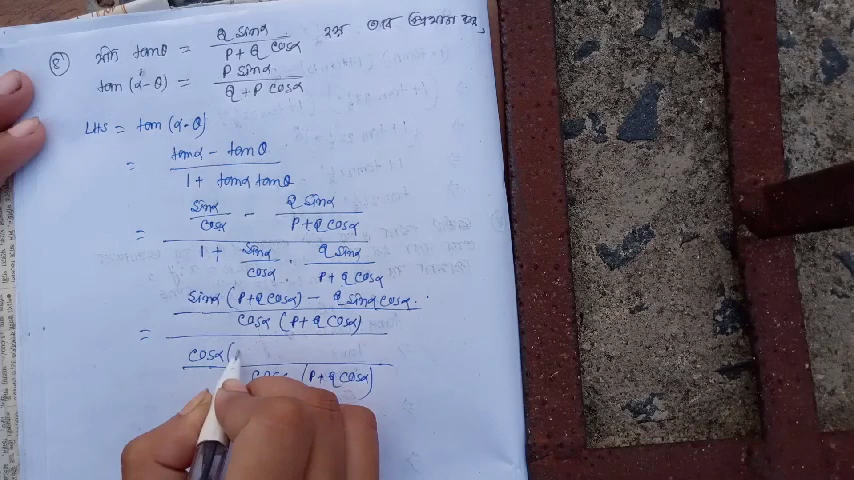 8 যদি tanθ = Q sinα / P + Q cosα হয় তবে প্রমাণ কর,
tan (α - θ) = P sinα / Q + P cosα
LHS = tan (α - θ)
= tanα - tanθ / 1 + tanα tanθ
= sinα / cosα - Q sinα / P + Q cosα
1 + sinα / cosα . Q sinα / P + Q cosα
= sinα (P + Q cosα) - Q sinα cosα. / cosα (P + Q cosα)
cosα ( / cosα (P + Q cosα)